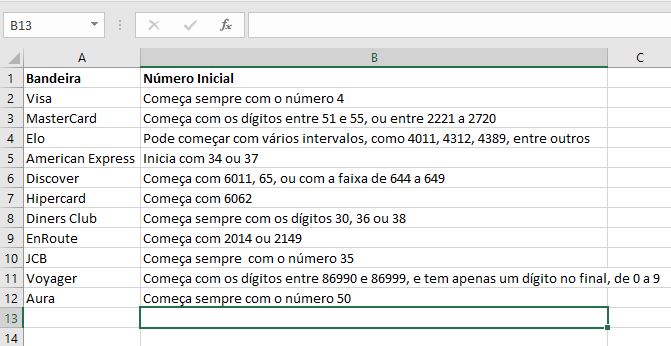 B13 fx
A B C
1 Bandeira Número Inicial
2 Visa Começa sempre com o número 4
3 MasterCard Começa com os dígitos entre 51 e 55, ou entre 2221 a 2720
4 Elo Pode começar com vários intervalos, como 4011, 4312, 4389, entre outros
5 American Express Inicia com 34 ou 37
6 Discover Começa com 6011, 65, ou com a faixa de 644 a 649
7 Hipercard Começa com 6062
8 Diners Club Começa sempre com os dígitos 30, 36 ou 38
9 EnRoute Começa com 2014 ou 2149
10 JCB Começa sempre  com o número 35
11 Voyager Começa com os dígitos entre 86990 e 86999, e tem apenas um dígito no final, de 0 a 9
12 Aura Começa sempre com o número 50
13
14